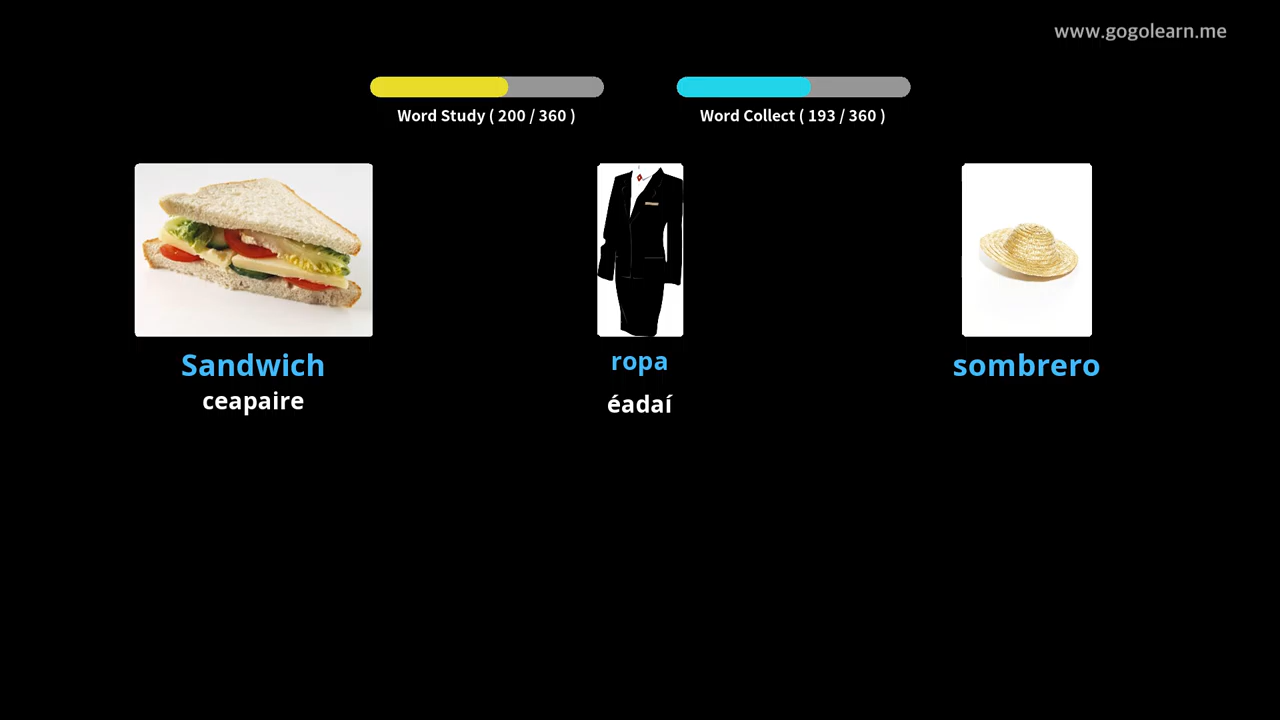 www.gogolearn.me
Word Study ( 200 / 360 )
Word Collect ( 193 / 360 )
Sandwich
ceapaire
ropa
éadaí
sombrero